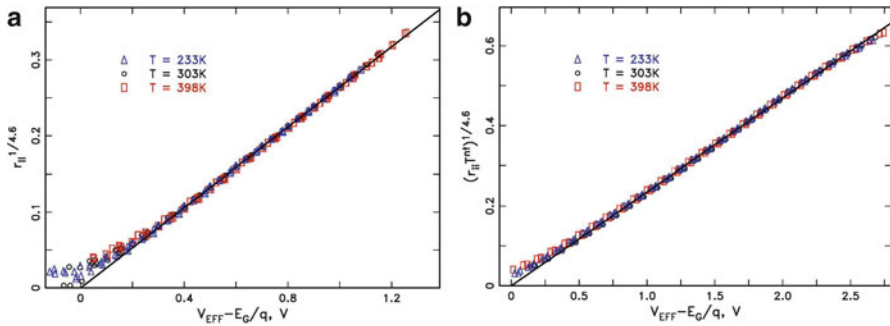 a
r_ii^1/4.6
0.3
0.2
0.1
0
△ T = 233K
○ T = 303K
□ T = 398K
0 0.4 0.8 1.2
V_EFF−E_G/q, V
b
(r_ii T^nt)^1/4.6
0.6
0.4
0.2
0
△ T = 233K
○ T = 303K
□ T = 398K
0 0.5 1.0 1.5 2.0 2.5
V_EFF−E_G/q, V